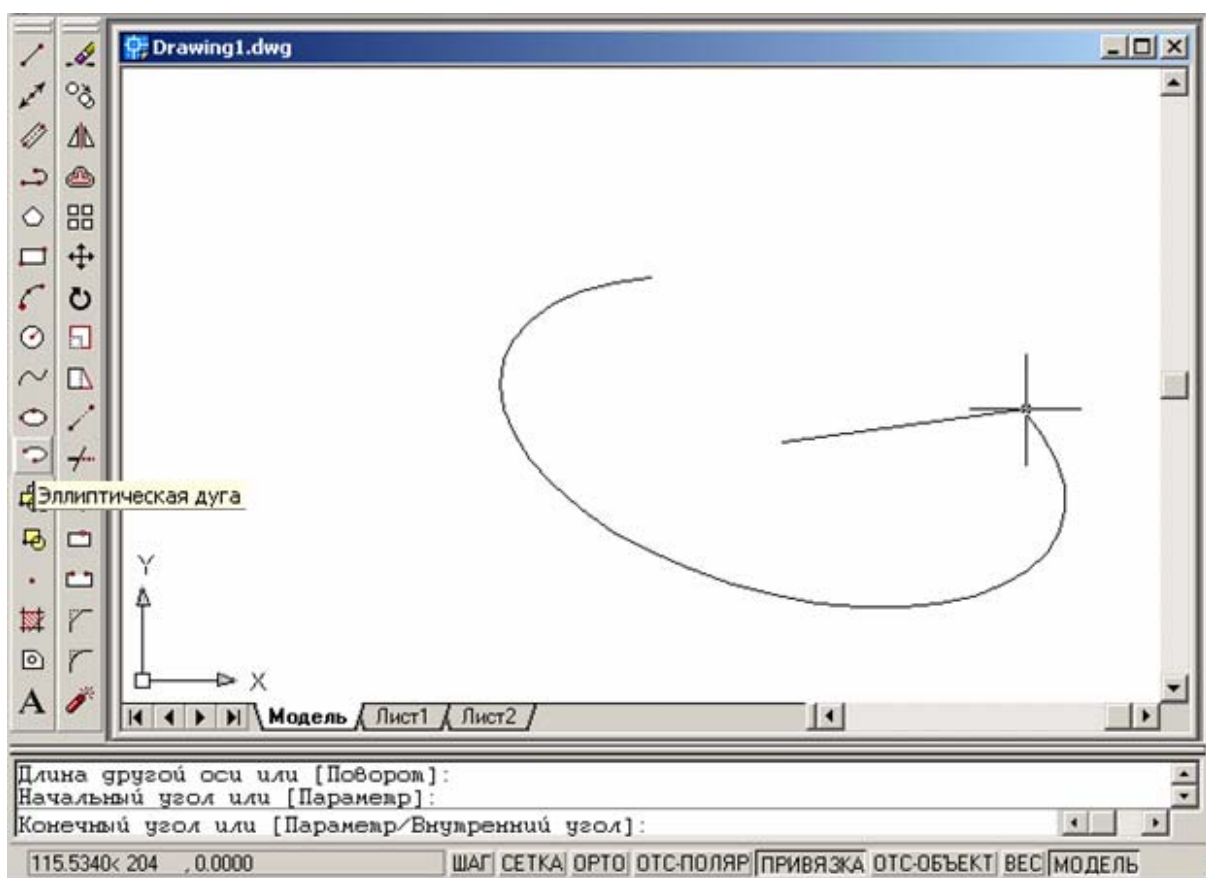 Drawing1.dwg
Эллиптическая дуга
Y
X
A
Модель Лист1 Лист2
Длина другой оси или [Поворот]:
Начальный угол или [Параметр]:
Конечный угол или [Параметр/Внутренний угол]:
115.5340< 204 , 0.0000 ШАГ СЕТКА ОРТО ОТС-ПОЛЯР ПРИВЯЗКА ОТС-ОБЪЕКТ ВЕС МОДЕЛЬ